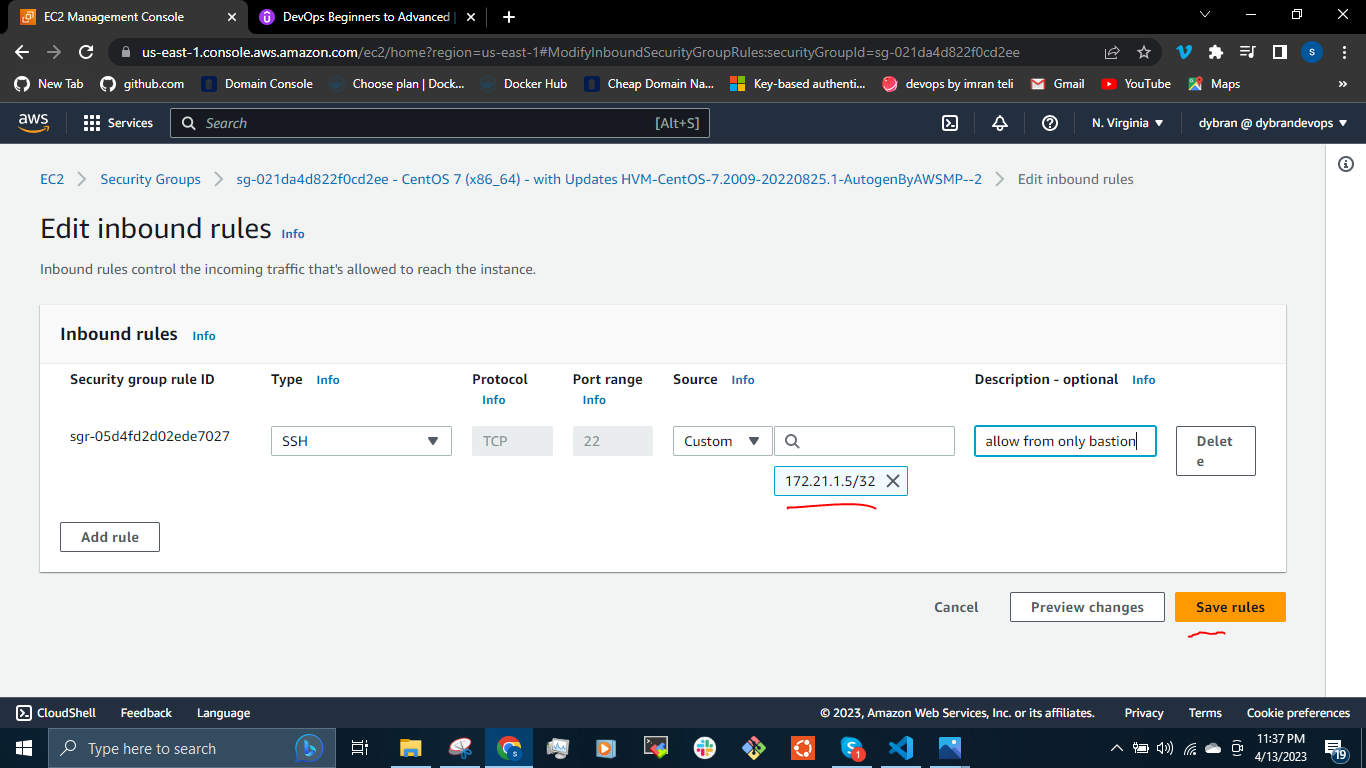 EC2 Management Console
DevOps Beginners to Advanced |
us-east-1.console.aws.amazon.com/ec2/home?region=us-east-1#ModifyInboundSecurityGroupRules:securityGroupId=sg-021da4d822f0cd2ee
S
New Tab
github.com
Domain Console
Choose plan | Dock...
Docker Hub
Cheap Domain Na...
Key-based authenti...
devops by imran teli
Gmail
YouTube
Maps
»
aws
Services
Search
[Alt+S]
N. Virginia
dybran @ dybrandevops
EC2
Security Groups
sg-021da4d822f0cd2ee - CentOS 7 (x86_64) - with Updates HVM-CentOS-7.2009-20220825.1-AutogenByAWSMP--2
Edit inbound rules
Edit inbound rules Info
Inbound rules control the incoming traffic that's allowed to reach the instance.
Inbound rules Info
Security group rule ID
Type Info
Protocol Info
Port range Info
Source Info
Description - optional Info
sgr-05d4fd2d02ede7027
SSH
TCP
22
Custom
allow from only bastion
Delet
e
172.21.1.5/32
Add rule
Cancel
Preview changes
Save rules
CloudShell
Feedback
Language
© 2023, Amazon Web Services, Inc. or its affiliates.
Privacy
Terms
Cookie preferences
Type here to search
1
11:37 PM
4/13/2023
19